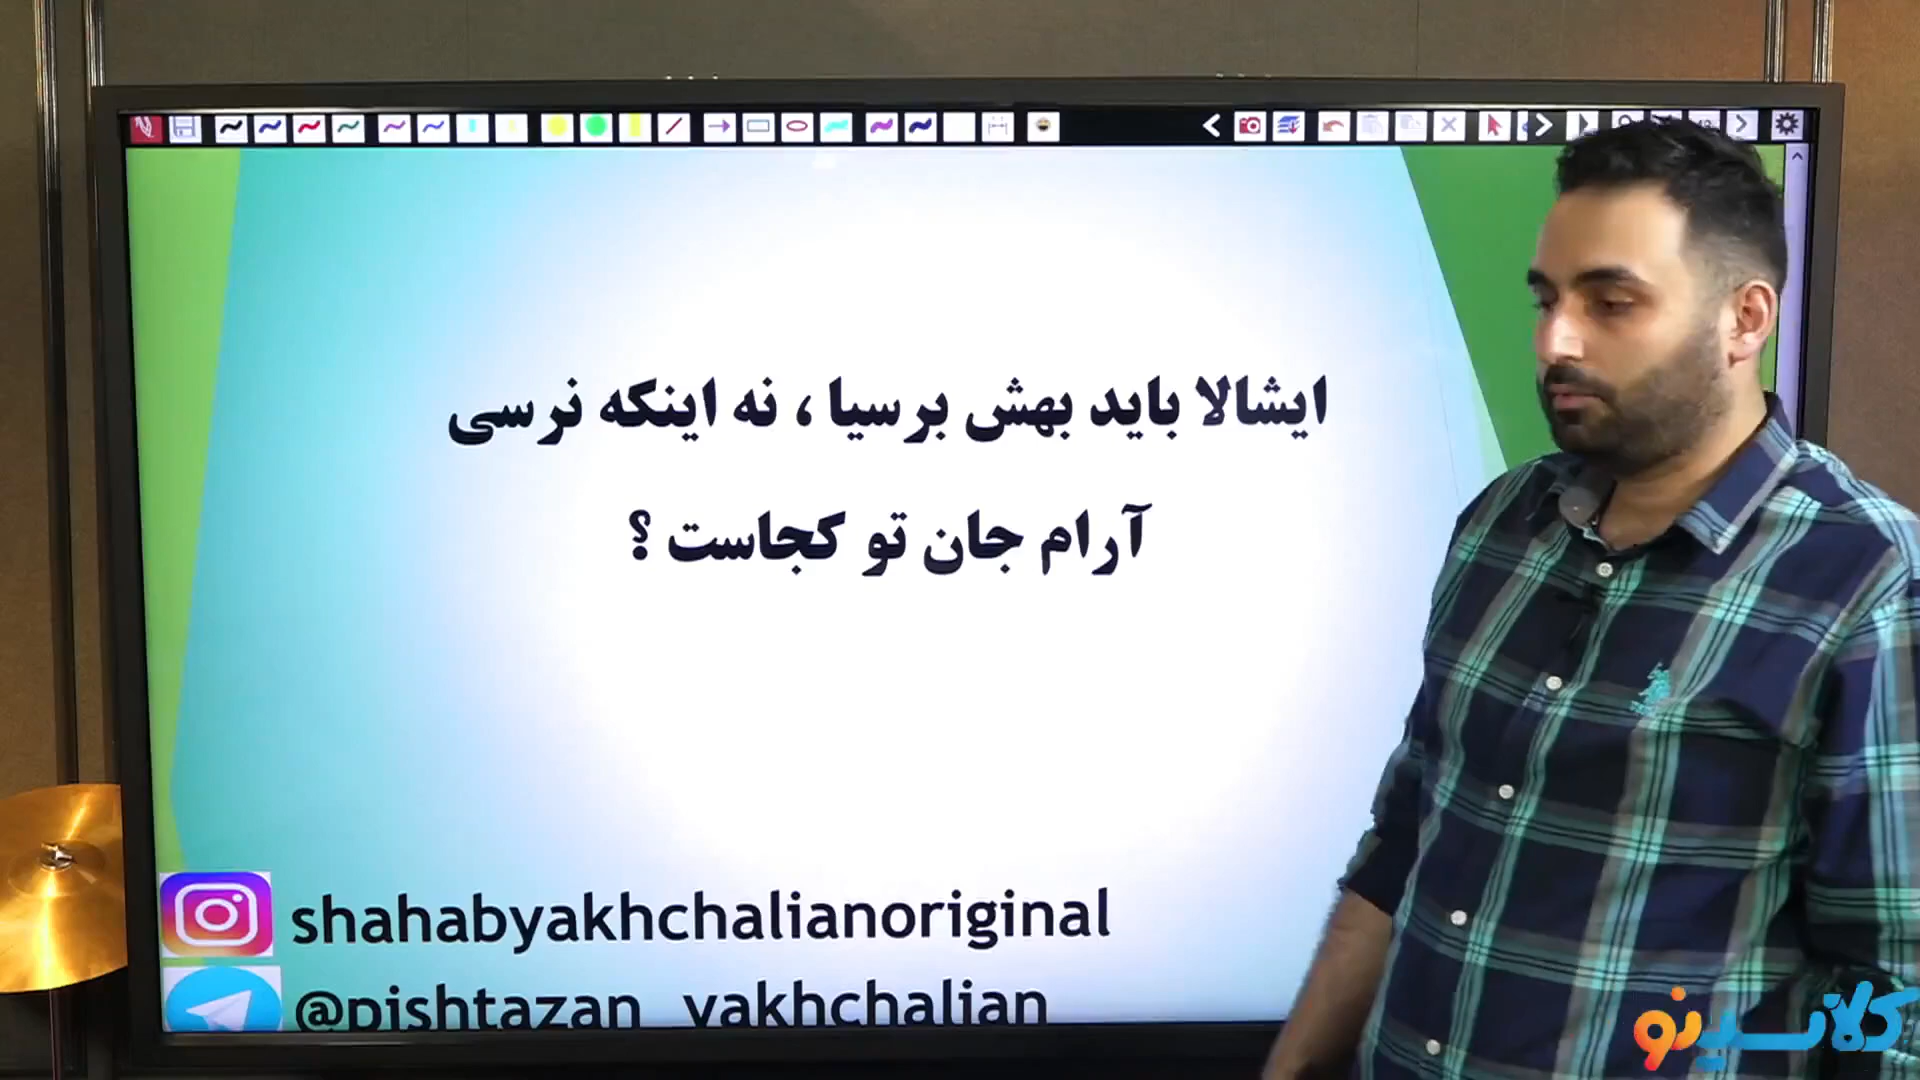 ایشالا باید بهش برسیا ، نه اینکه نرسی
آرام جان تو کجاست ؟
shahabyakhchalianoriginal
@pishtazan_yakhchalian
کلاسینو